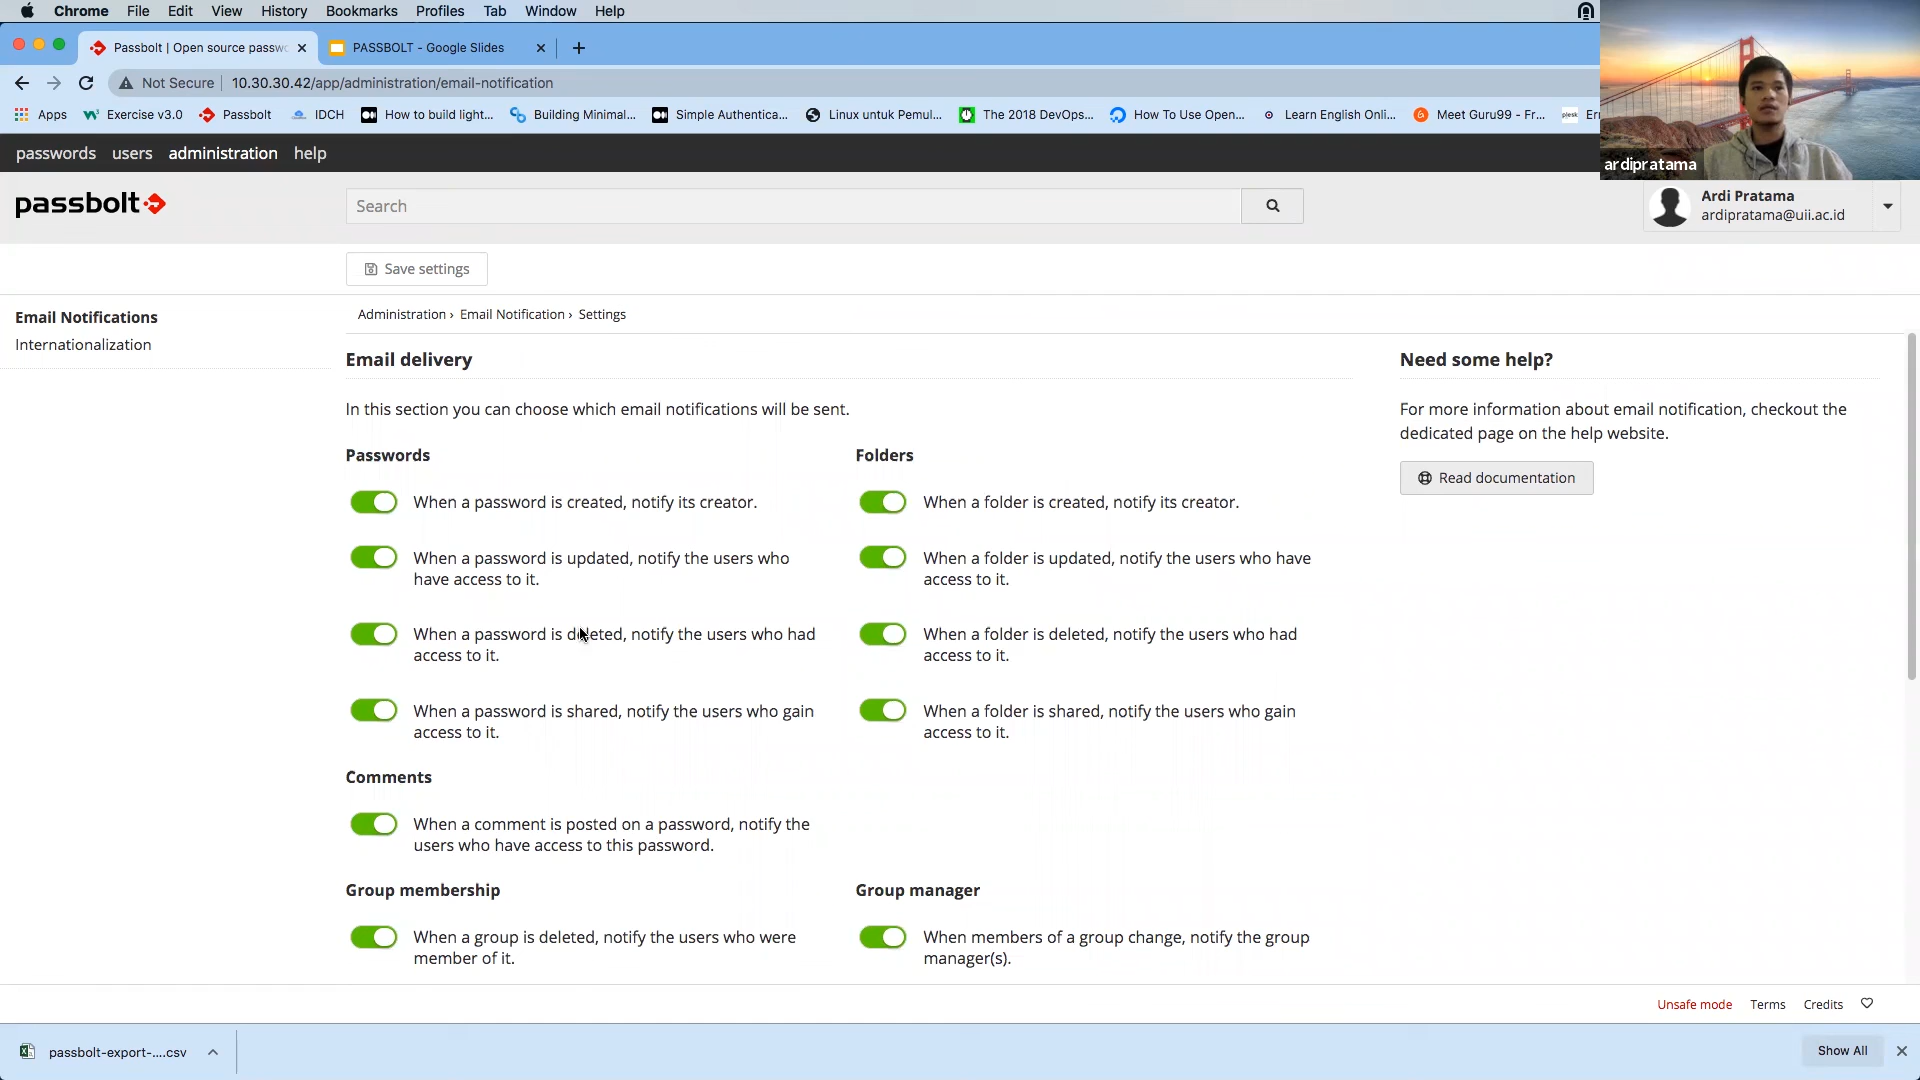 Chrome File Edit View History Bookmarks Profiles Tab Window Help
Passbolt | Open source passw
PASSBOLT - Google Slides
Not Secure 10.30.30.42/app/administration/email-notification
Apps Exercise v3.0 Passbolt IDCH How to build light... Building Minimal... Simple Authentica... Linux untuk Pemul... The 2018 DevOps... How To Use Open... Learn English Onli... Meet Guru99 - Fr... plesk
ardipratama
passwords users administration help
passbolt
Search
Ardi Pratama
ardipratama@uii.ac.id
Save settings
Email Notifications
Internationalization
Administration › Email Notification › Settings
Email delivery
In this section you can choose which email notifications will be sent.
Passwords
When a password is created, notify its creator.
When a password is updated, notify the users who
have access to it.
When a password is deleted, notify the users who had
access to it.
When a password is shared, notify the users who gain
access to it.
Folders
When a folder is created, notify its creator.
When a folder is updated, notify the users who have
access to it.
When a folder is deleted, notify the users who had
access to it.
When a folder is shared, notify the users who gain
access to it.
Comments
When a comment is posted on a password, notify the
users who have access to this password.
Group membership
When a group is deleted, notify the users who were
member of it.
Group manager
When members of a group change, notify the group
manager(s).
Need some help?
For more information about email notification, checkout the
dedicated page on the help website.
Read documentation
Unsafe mode Terms Credits
passbolt-export-....csv
Show All